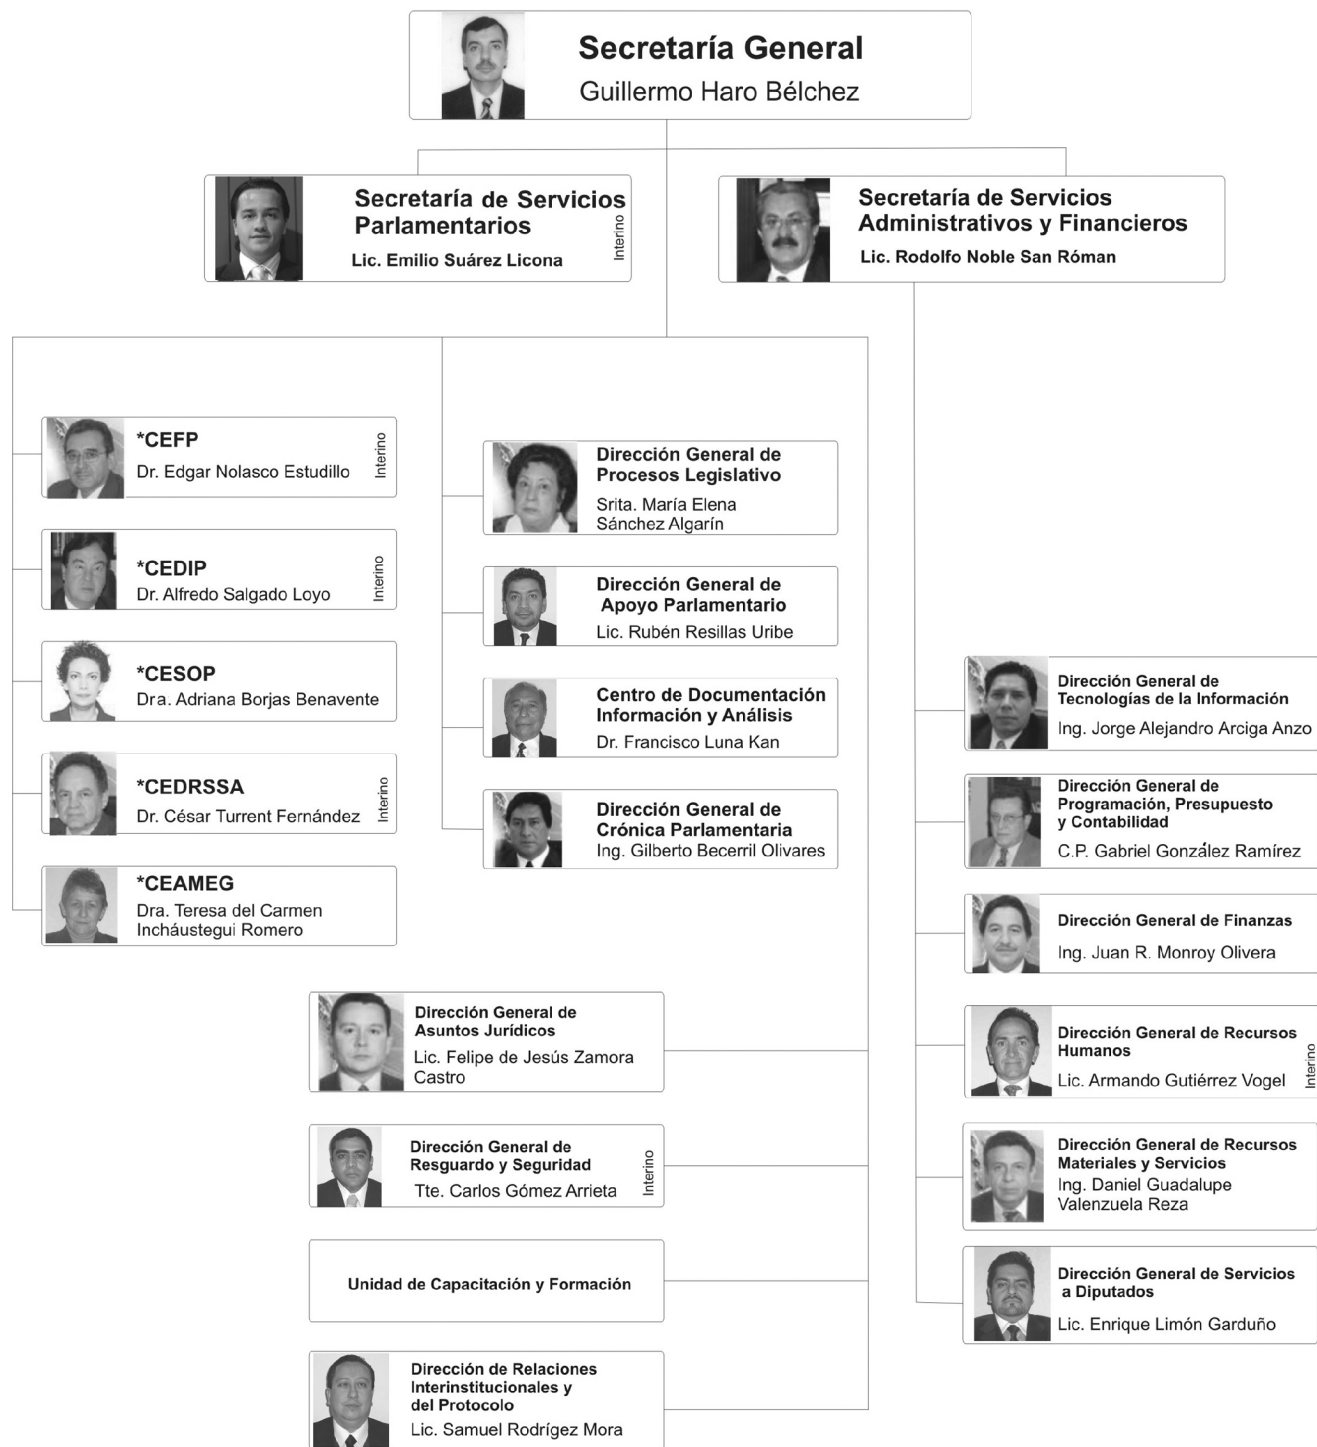 Secretaría General
Guillermo Haro Bélchez
Secretaría de Servicios
Parlamentarios
Lic. Emilio Suárez Licona
Interino
Secretaría de Servicios
Administrativos y Financieros
Lic. Rodolfo Noble San Róman
*CEFP
Dr. Edgar Nolasco Estudillo
Interino
*CEDIP
Dr. Alfredo Salgado Loyo
Interino
*CESOP
Dra. Adriana Borjas Benavente
*CEDRSSA
Dr. César Turrent Fernández
Interino
*CEAMEG
Dra. Teresa del Carmen
Incháustegui Romero
Dirección General de
Procesos Legislativo
Srita. María Elena
Sánchez Algarín
Dirección General de
Apoyo Parlamentario
Lic. Rubén Resillas Uribe
Centro de Documentación
Información y Análisis
Dr. Francisco Luna Kan
Dirección General de
Crónica Parlamentaria
Ing. Gilberto Becerril Olivares
Dirección General de
Asuntos Jurídicos
Lic. Felipe de Jesús Zamora
Castro
Dirección General de
Resguardo y Seguridad
Tte. Carlos Gómez Arrieta
Interino
Unidad de Capacitación y Formación
Dirección de Relaciones
Interinstitucionales y
del Protocolo
Lic. Samuel Rodrígez Mora
Dirección General de
Tecnologías de la Información
Ing. Jorge Alejandro Arciga Anzo
Dirección General de
Programación, Presupuesto
y Contabilidad
C.P. Gabriel González Ramírez
Dirección General de Finanzas
Ing. Juan R. Monroy Olivera
Dirección General de Recursos
Humanos
Lic. Armando Gutiérrez Vogel
Interino
Dirección General de Recursos
Materiales y Servicios
Ing. Daniel Guadalupe
Valenzuela Reza
Dirección General de Servicios
a Diputados
Lic. Enrique Limón Garduño